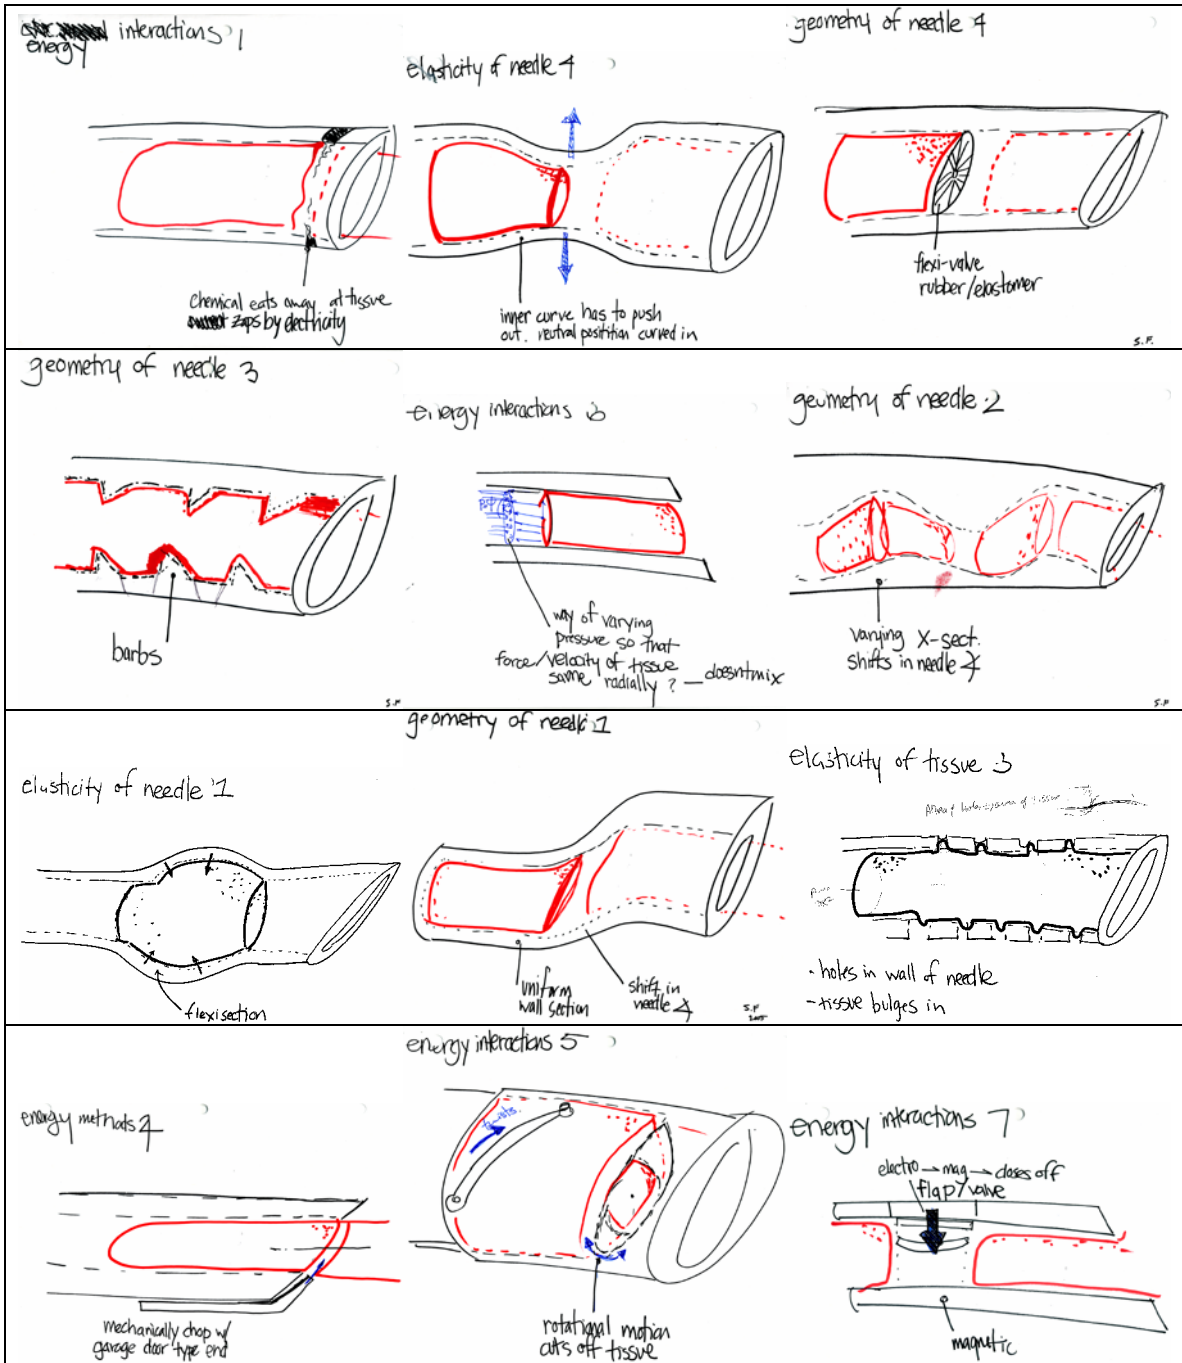 interactions 1
energy
chemical eats away at tissue
zaps by electricity
elasticity of needle 4
inner curve has to push
out. neutral posittion curved in
geometry of needle 4
flexi-valve
rubber/elastomer
S.F.
geometry of needle 3
barbs
S.F
energy interactions
way of varying
pressure so that
force/velocity of tissue
same radially? — doesnt mix
geometry of needle 2
varying X-sect.
shifts in needle
S.F
elasticity of needle 1
flexi section
geometry of needle 1
uniform
wall section
shift in
needle
S.F
2005
elasticity of tissue 3
• holes in wall of needle
- tissue bulges in
energy methods 2
mechanically chop w/
garage door type end
energy interactions 5
rotational motion
cuts off tissue
energy interactions 7
electro → mag → closes off
flap/valve
magnetic